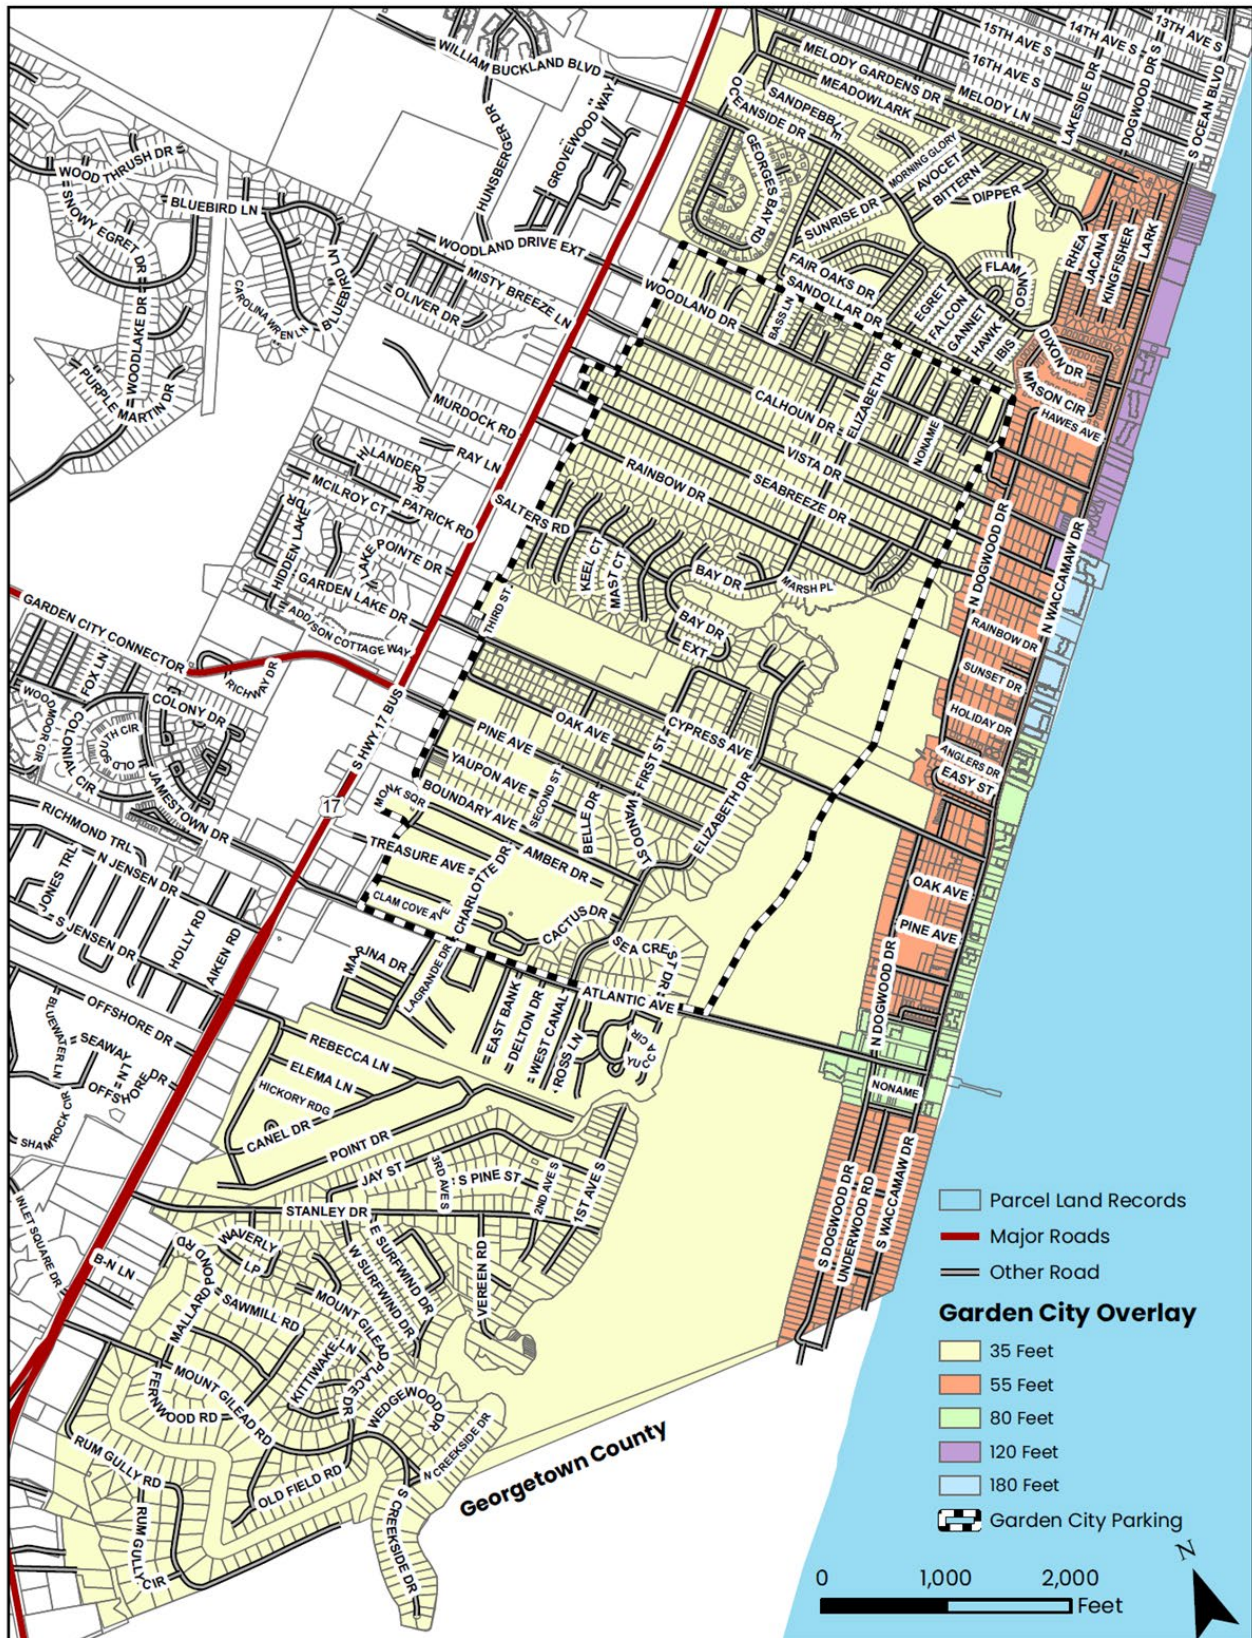 13TH AVE S
14TH AVE S
15TH AVE S
16TH AVE S
WILLIAM BUCKLAND BLVD
MELODY GARDENS DR
MEADOWLARK
MELODY LN
LAKESIDE DR
DOGWOOD DR S
S OCEAN BLVD
HUNSBERGER DR
GROVEWOOD WAY
OCEANSIDE DR
GEORGES BAY RD
MORNING GLORY
AVOCET
BITTERN
DIPPER
WOOD THRUSH DR
SNOWY EGRET DR
BLUEBIRD LN
BLUEBIRD LN
CAROLINA WREN LN
WOODLAKE DR
PURPLE MARTIN DR
WOODLAND DRIVE EXT
MISTY BREEZE LN
OLIVER DR
SUNRISE DR
FAIR OAKS DR
SANDOLLAR DR
RHEA
JACANA
KINGFISHER
LARK
FLAMINGO
EGRET
FALCON
GANNET
HAWK
IBIS
DIXON DR
MASON CIR
HAWES AVE
WOODLAND DR
BASS LN
ELIZABETH DR
CALHOUN DR
NONAME
VISTA DR
SEABREEZE DR
RAINBOW DR
MURDOCK RD
RAY LN
HILANDER DR
MCILROY CT
PATRICK RD
SALTERS RD
HIDDEN LAKE DR
LAKE POINTE DR
GARDEN LAKE DR
ADDISON COTTAGE WAY
KEEL CT
MAST CT
BAY DR
MARSH PL
BAY DR EXT
THIRD ST
N DOGWOOD DR
N WACCAMAW DR
RAINBOW DR
SUNSET DR
HOLIDAY DR
ANGLERS DR
EASY ST
GARDEN CITY CONNECTOR
RICHWAY DR
FOX LN
COLONY DR
WOODMOOR CIR
COLONIAL CIR
OLD SOUTH CIR
JAMESTOWN DR
S HWY 17 BUS
17
OAK AVE
CYPRESS AVE
PINE AVE
YAUPON AVE
FIRST ST
SECOND ST
BELLE DR
WANDO ST
ELIZABETH DR
MONK SQR
BOUNDARY AVE
AMBER DR
TREASURE AVE
CHARLOTTE DR
CLAM COVE AVE
CACTUS DR
SEA CREST DR
RICHMOND TRL
JONES TRL
N JENSEN DR
S JENSEN DR
HOLLY RD
AIKEN RD
OAK AVE
PINE AVE
N DOGWOOD DR
MARINA DR
LAGRANDE DR
EAST BANK
DELTON DR
WEST CANAL
ROSS LN
ATLANTIC AVE
YUCCA CIR
OFFSHORE DR
BLUEWATER LN
SEAWAY LN
OFFSHORE DR
SHAMROCK CIR
REBECCA LN
ELEMA LN
HICKORY RDG
CANEL DR
POINT DR
NONAME
JAY ST
3RD AVE S
S PINE ST
2ND AVE S
1ST AVE S
STANLEY DR
S DOGWOOD DR
UNDERWOOD RD
S WACCAMAW DR
INLET SQUARE DR
B-N LN
MALLARD POND RD
WAVERLY LP
E SURFWIND DR
W SURFWIND DR
VEREEN RD
SAWMILL RD
MOUNT GILEAD PLACE DR
KITTIWAKE LN
WEDGEWOOD DR
FERNWOOD RD
MOUNT GILEAD RD
RUM GULLY RD
OLD FIELD RD
N CREEKSIDE DR
S CREEKSIDE DR
RUM GULLY CIR
Georgetown County
Parcel Land Records
Major Roads
Other Road
Garden City Overlay
35 Feet
55 Feet
80 Feet
120 Feet
180 Feet
Garden City Parking
N
0 1,000 2,000
Feet